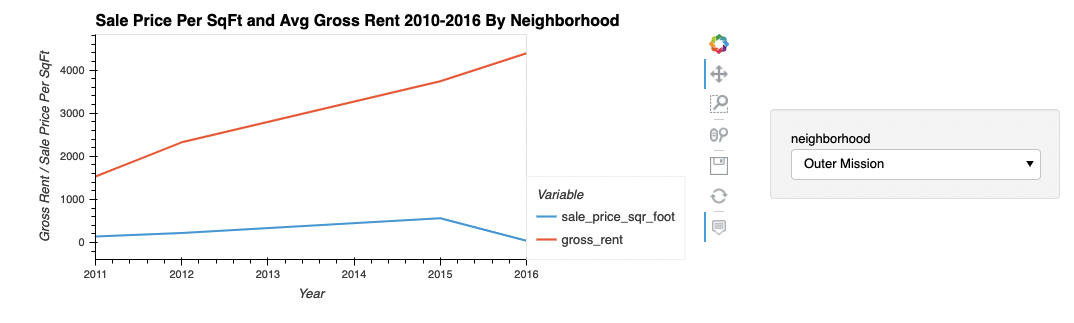 Sale Price Per SqFt and Avg Gross Rent 2010-2016 By Neighborhood
Gross Rent / Sale Price Per SqFt
4000
3000
2000
1000
0
2011 2012 2013 2014 2015 2016
Year
Variable
sale_price_sqr_foot
gross_rent
neighborhood
Outer Mission